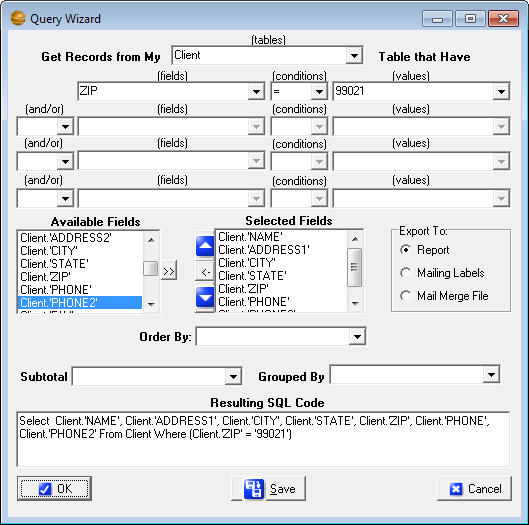 Query Wizard
(tables)
Get Records from My Client Table that Have
(fields) (conditions) (values)
ZIP = 99021
(and/or) (fields) (conditions) (values)
(and/or) (fields) (conditions) (values)
(and/or) (fields) (conditions) (values)
Available Fields Selected Fields
Client.'ADDRESS2'
Client.'CITY'
Client.'STATE'
Client.'ZIP'
Client.'PHONE'
Client.'PHONE2'
>>
<-
Client.'NAME'
Client.'ADDRESS1'
Client.'CITY'
Client.'STATE'
Client.'ZIP'
Client.'PHONE'
Export To:
Report
Mailing Labels
Mail Merge File
Order By:
Subtotal Grouped By
Resulting SQL Code
Select Client.'NAME', Client.'ADDRESS1', Client.'CITY', Client.'STATE', Client.'ZIP', Client.'PHONE',
Client.'PHONE2' From Client Where (Client.'ZIP' = '99021')
OK Save Cancel